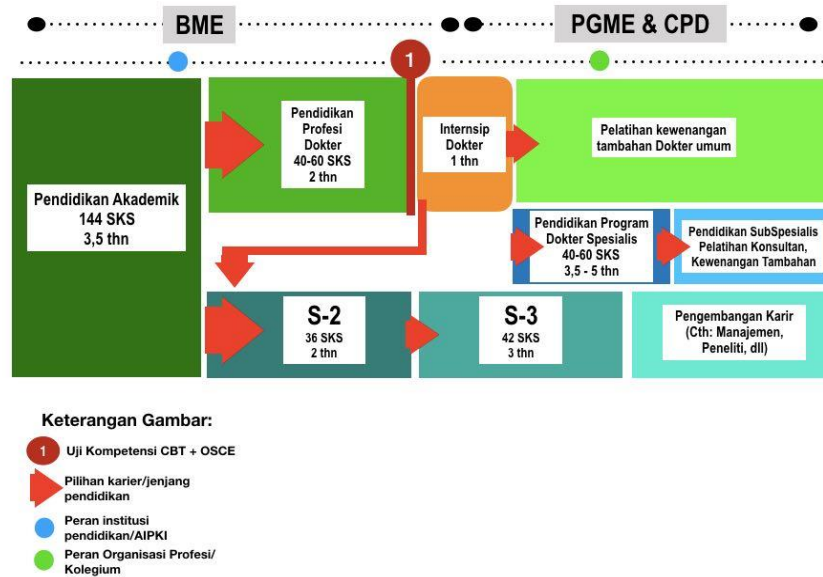 BME
PGME & CPD
1
Pendidikan Akademik
144 SKS
3,5 thn
Pendidikan
Profesi
Dokter
40-60 SKS
2 thn
Internsip
Dokter
1 thn
Pelatihan kewenangan
tambahan Dokter umum
Pendidikan Program
Dokter Spesialis
40-60 SKS
3,5 - 5 thn
Pendidikan SubSpesialis
Pelatihan Konsultan,
Kewenangan Tambahan
S-2
36 SKS
2 thn
S-3
42 SKS
3 thn
Pengembangan Karir
(Cth: Manajemen,
Peneliti, dll)
Keterangan Gambar:
1 Uji Kompetensi CBT + OSCE
Pilihan karier/jenjang
pendidikan
Peran institusi
pendidikan/AIPKI
Peran Organisasi Profesi/
Kolegium